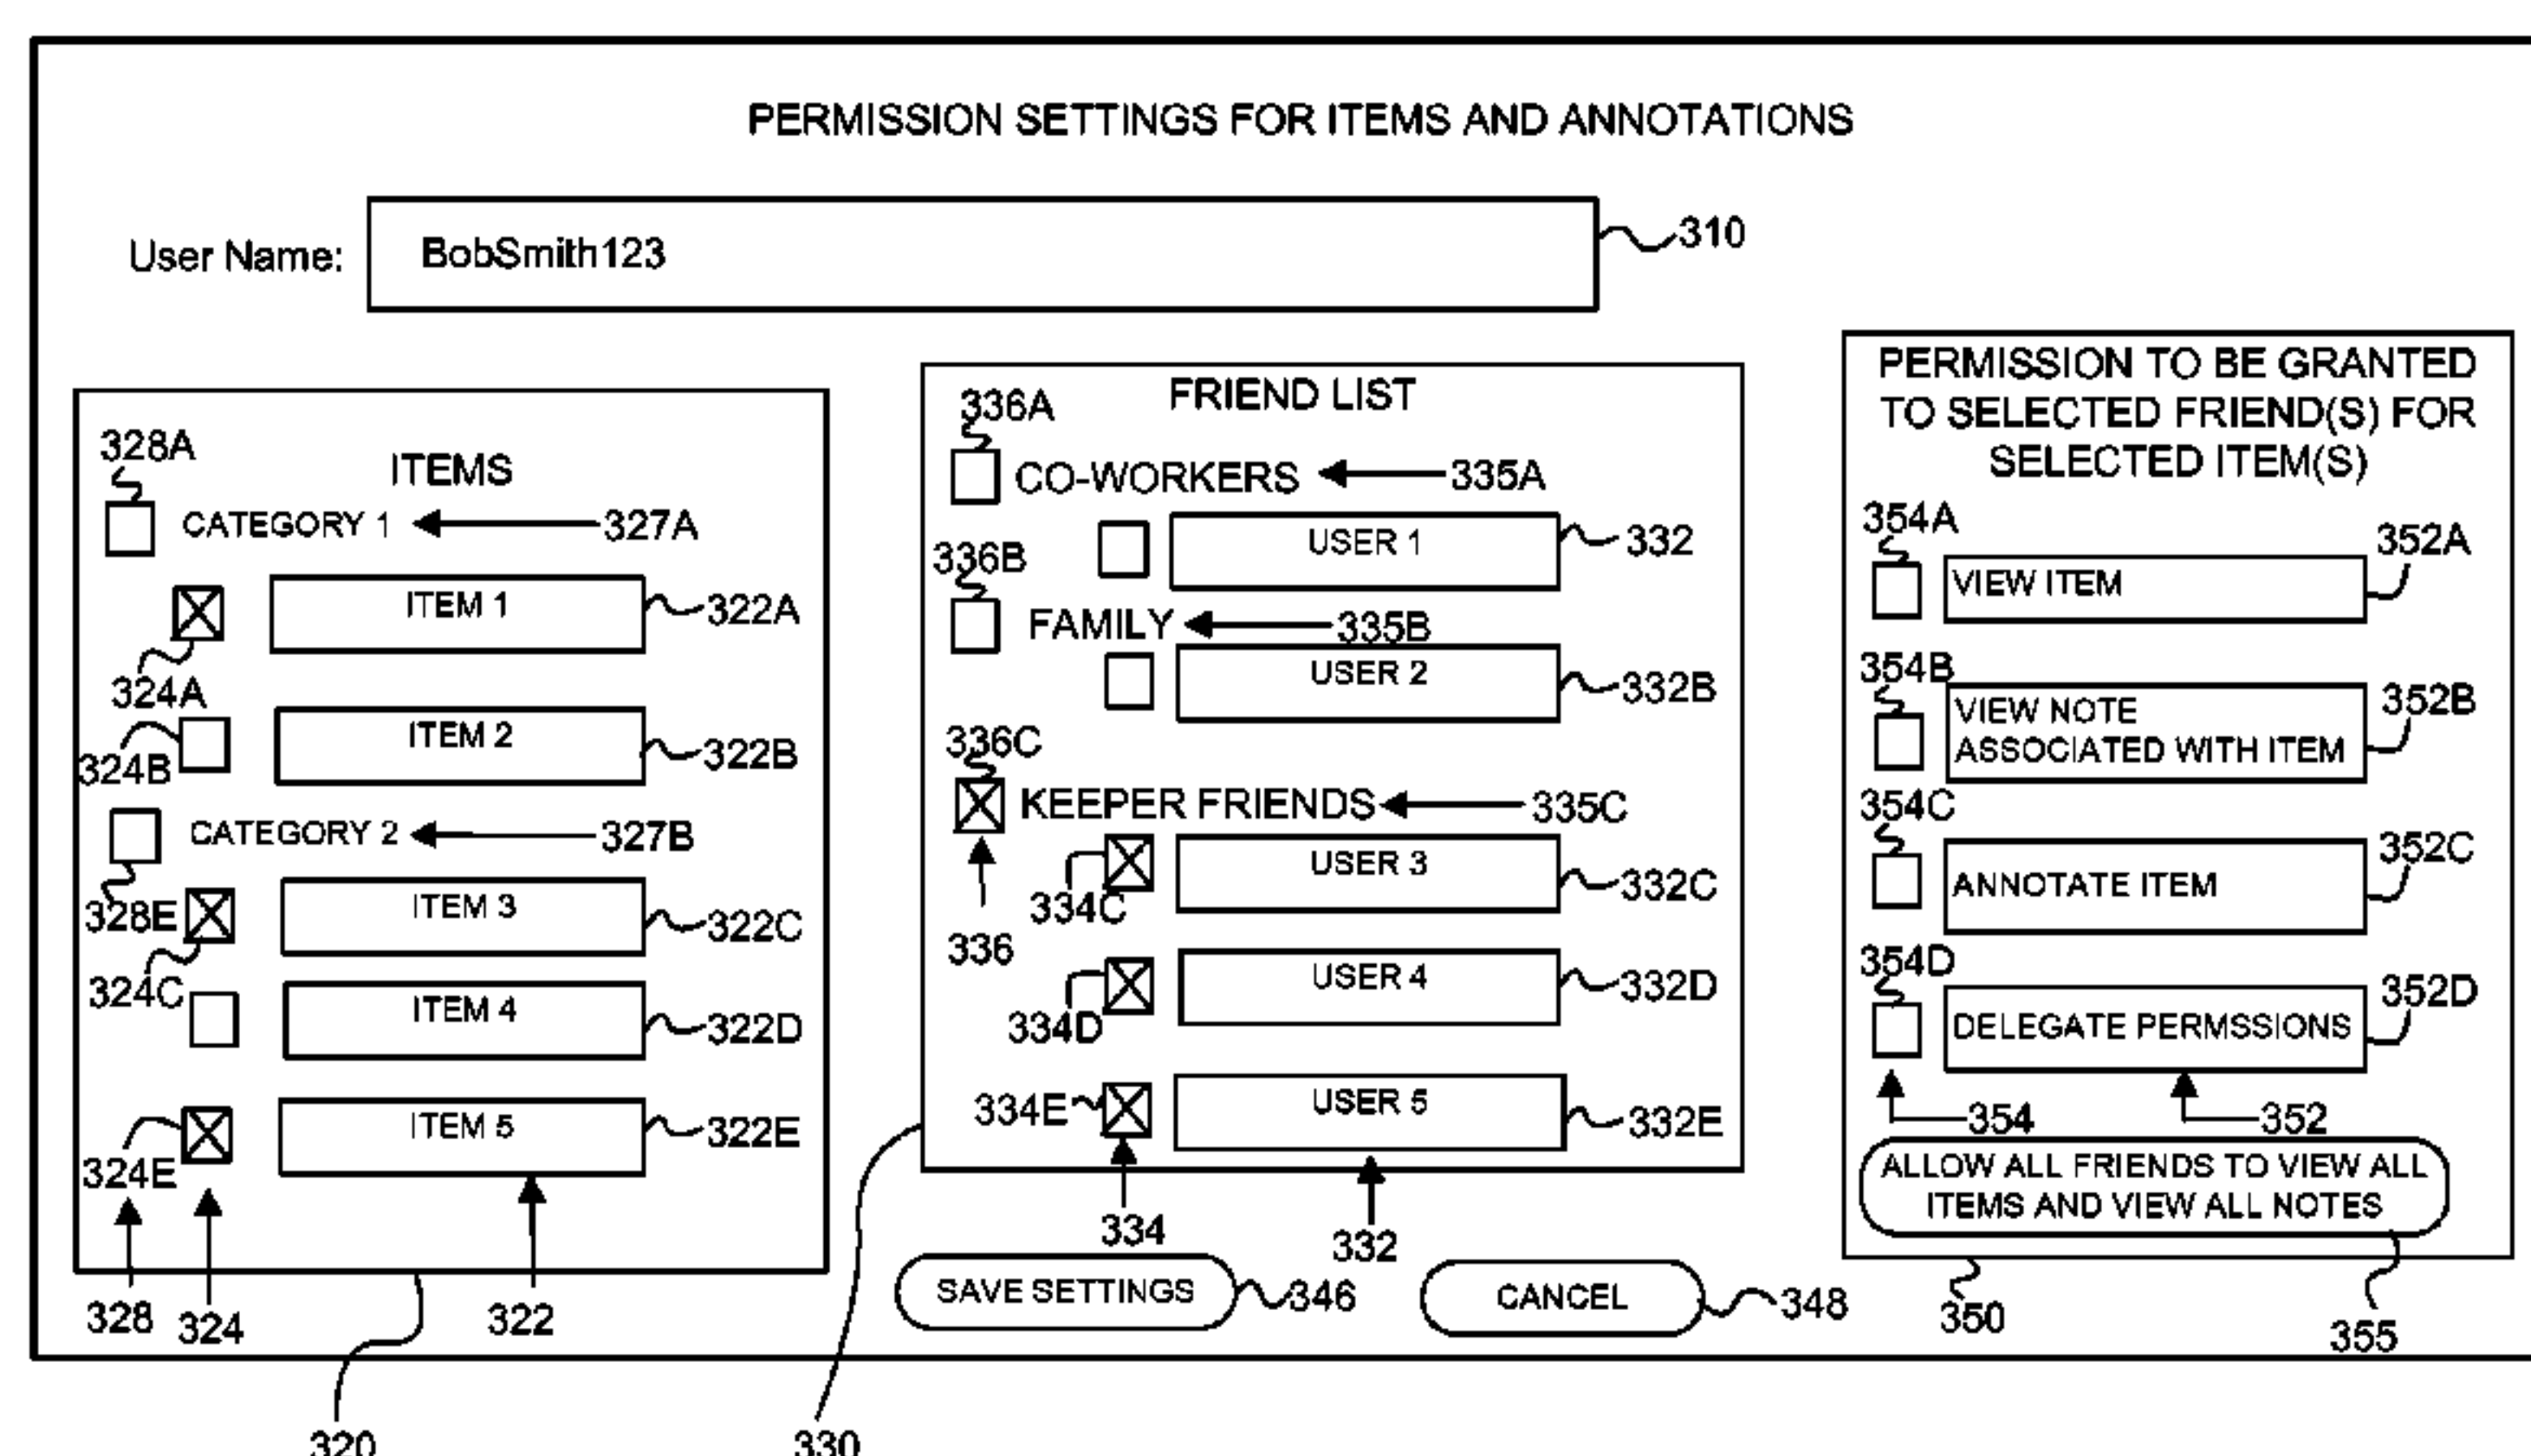 PERMISSION SETTINGS FOR ITEMS AND ANNOTATIONS
User Name:
BobSmith123
310
ITEMS
328A
CATEGORY 1
327A
ITEM 1
322A
324A
ITEM 2
322B
324B
CATEGORY 2
327B
328E
ITEM 3
322C
324C
ITEM 4
322D
ITEM 5
322E
324E
328
324
322
320
FRIEND LIST
336A
CO-WORKERS
335A
USER 1
332
336B
FAMILY
335B
USER 2
332B
336C
KEEPER FRIENDS
335C
336
USER 3
332C
334C
USER 4
332D
334D
334E
USER 5
332E
334
332
330
SAVE SETTINGS
346
CANCEL
348
PERMISSION TO BE GRANTED
TO SELECTED FRIEND(S) FOR
SELECTED ITEM(S)
354A
VIEW ITEM
352A
354B
VIEW NOTE
ASSOCIATED WITH ITEM
352B
354C
ANNOTATE ITEM
352C
354D
DELEGATE PERMSSIONS
352D
354
352
ALLOW ALL FRIENDS TO VIEW ALL
ITEMS AND VIEW ALL NOTES
350
355